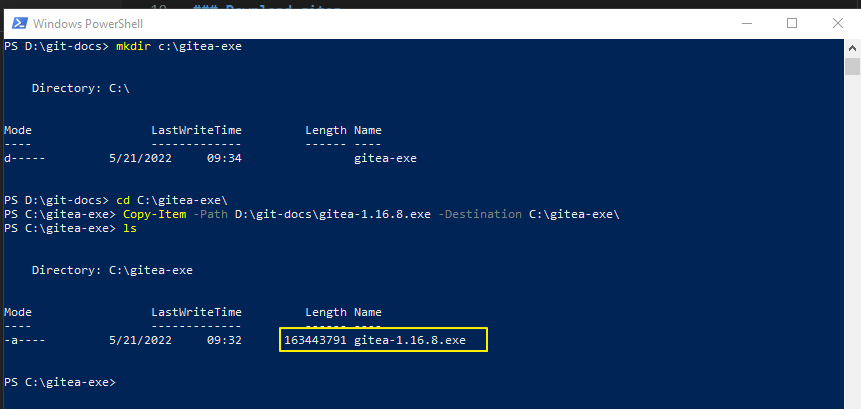 ### Download gitea
Windows PowerShell
PS D:\git-docs> mkdir c:\gitea-exe
Directory: C:\
Mode LastWriteTime Length Name
---- ------------- ------ ----
d----- 5/21/2022 09:34 gitea-exe
PS D:\git-docs> cd C:\gitea-exe\
PS C:\gitea-exe> Copy-Item -Path D:\git-docs\gitea-1.16.8.exe -Destination C:\gitea-exe\
PS C:\gitea-exe> ls
Directory: C:\gitea-exe
Mode LastWriteTime Length Name
---- ------------- ------ ----
-a---- 5/21/2022 09:32 163443791 gitea-1.16.8.exe
PS C:\gitea-exe>